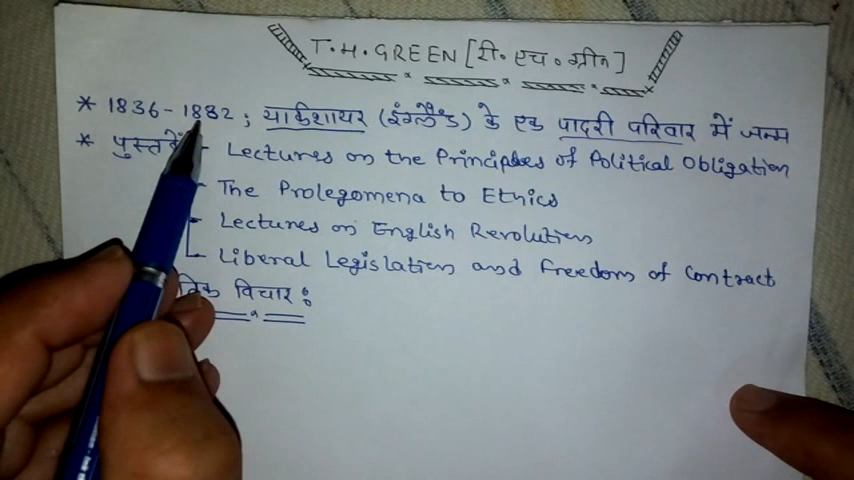 T.H. GREEN [टी. एच. ग्रीन]
* 1836-1882 ; यार्कशायर (इंग्लैण्ड) के एक पादरी परिवार में जन्म
* पुस्तकें - Lectures on the Principles of Political Obligation
- The Prolegomena to Ethics
- Lectures on English Revolution
- Liberal Legislation and Freedom of Contract
विचार :